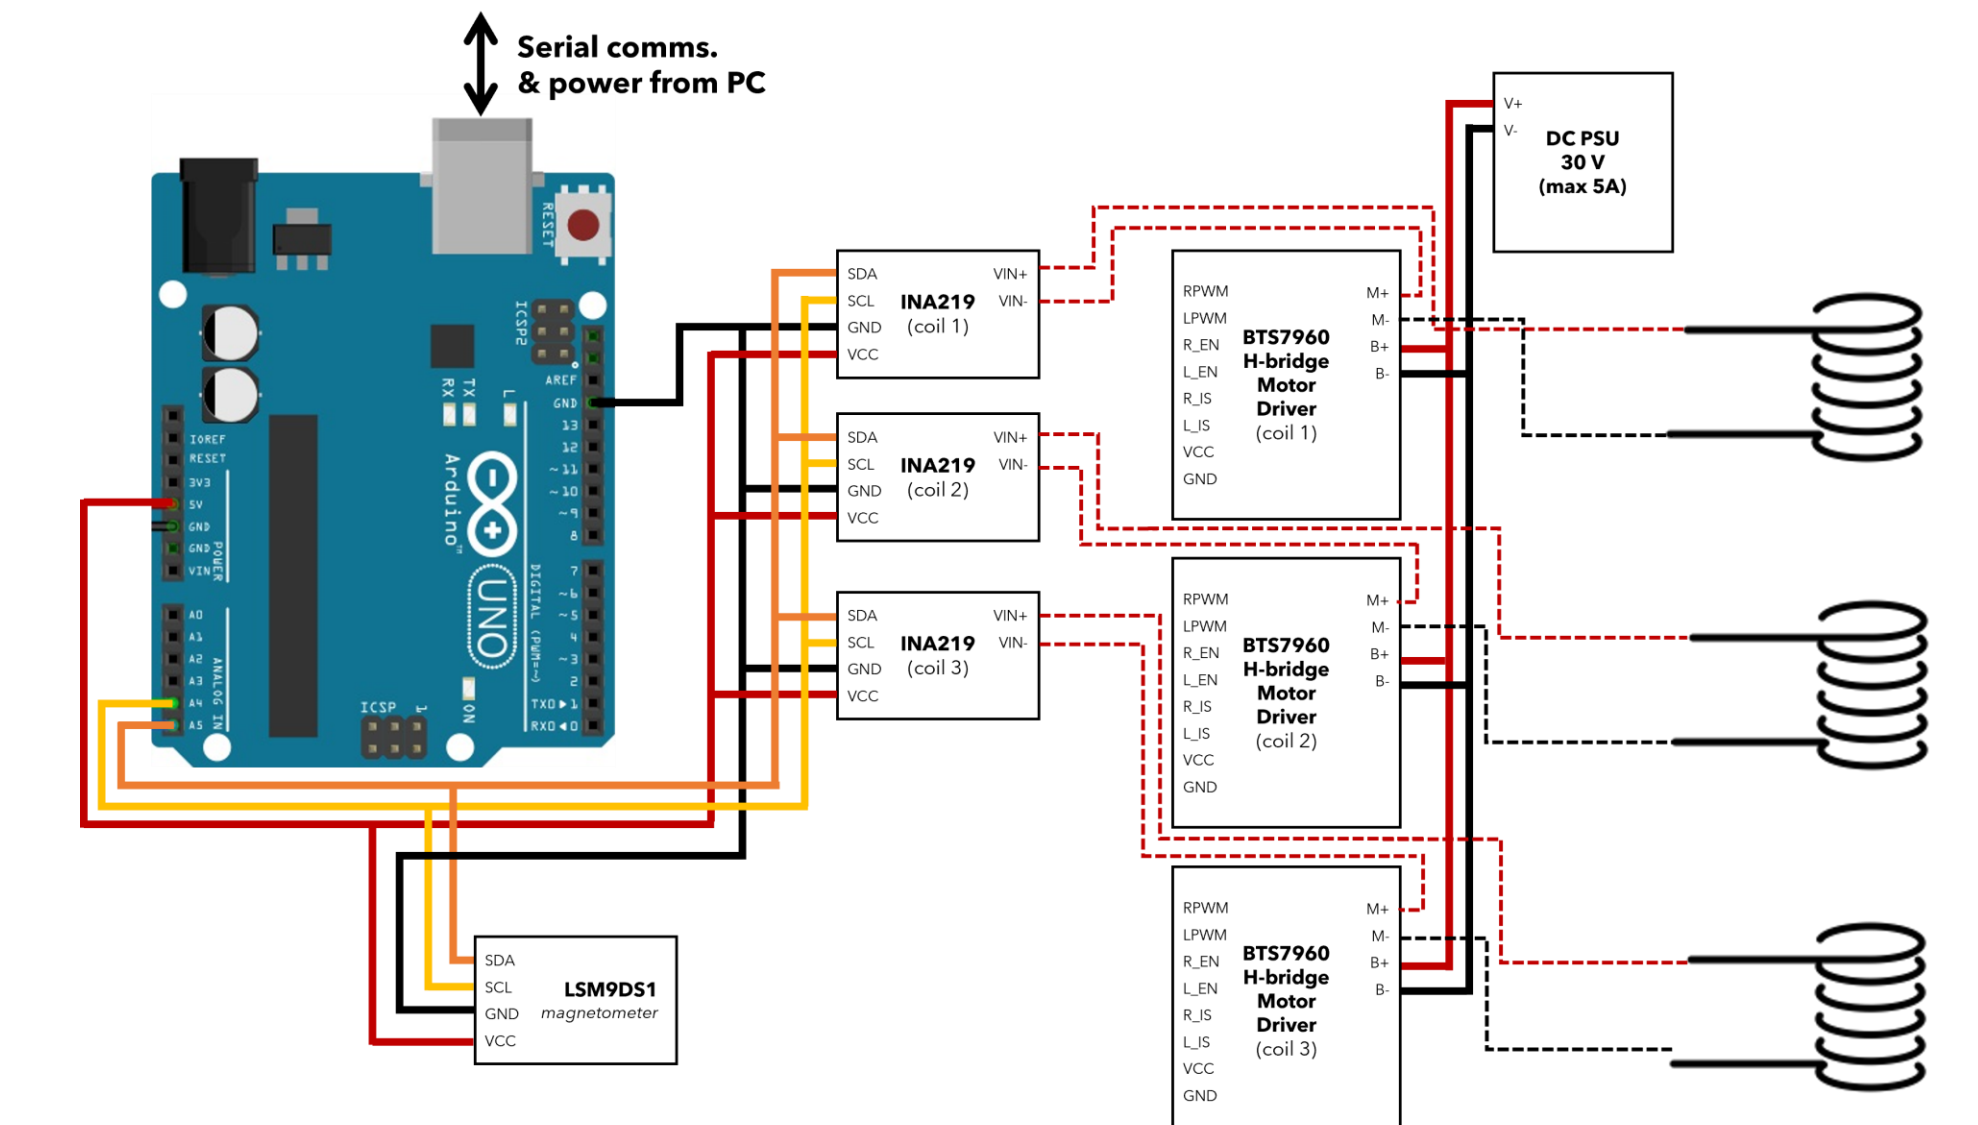 Serial comms.
& power from PC
RESET
ICSP2
AREF
GND
13
12
~11
~10
~9
8
7
~6
~5
4
~3
2
TX0▶1
RX0◀0
DIGITAL (PWM=~)
L
TX
RX
Arduino™
UNO
ON
ICSP
1
IOREF
RESET
3V3
5V
GND
GND
VIN
POWER
A0
A1
A2
A3
A4
A5
ANALOG IN
SDA
SCL
GND
VCC
INA219
(coil 1)
VIN+
VIN-
SDA
SCL
GND
VCC
INA219
(coil 2)
VIN+
VIN-
SDA
SCL
GND
VCC
INA219
(coil 3)
VIN+
VIN-
SDA
SCL
GND
VCC
LSM9DS1
magnetometer
V+
V-
DC PSU
30 V
(max 5A)
RPWM
LPWM
R_EN
L_EN
R_IS
L_IS
VCC
GND
BTS7960
H-bridge
Motor
Driver
(coil 1)
M+
M-
B+
B-
RPWM
LPWM
R_EN
L_EN
R_IS
L_IS
VCC
GND
BTS7960
H-bridge
Motor
Driver
(coil 2)
M+
M-
B+
B-
RPWM
LPWM
R_EN
L_EN
R_IS
L_IS
VCC
GND
BTS7960
H-bridge
Motor
Driver
(coil 3)
M+
M-
B+
B-